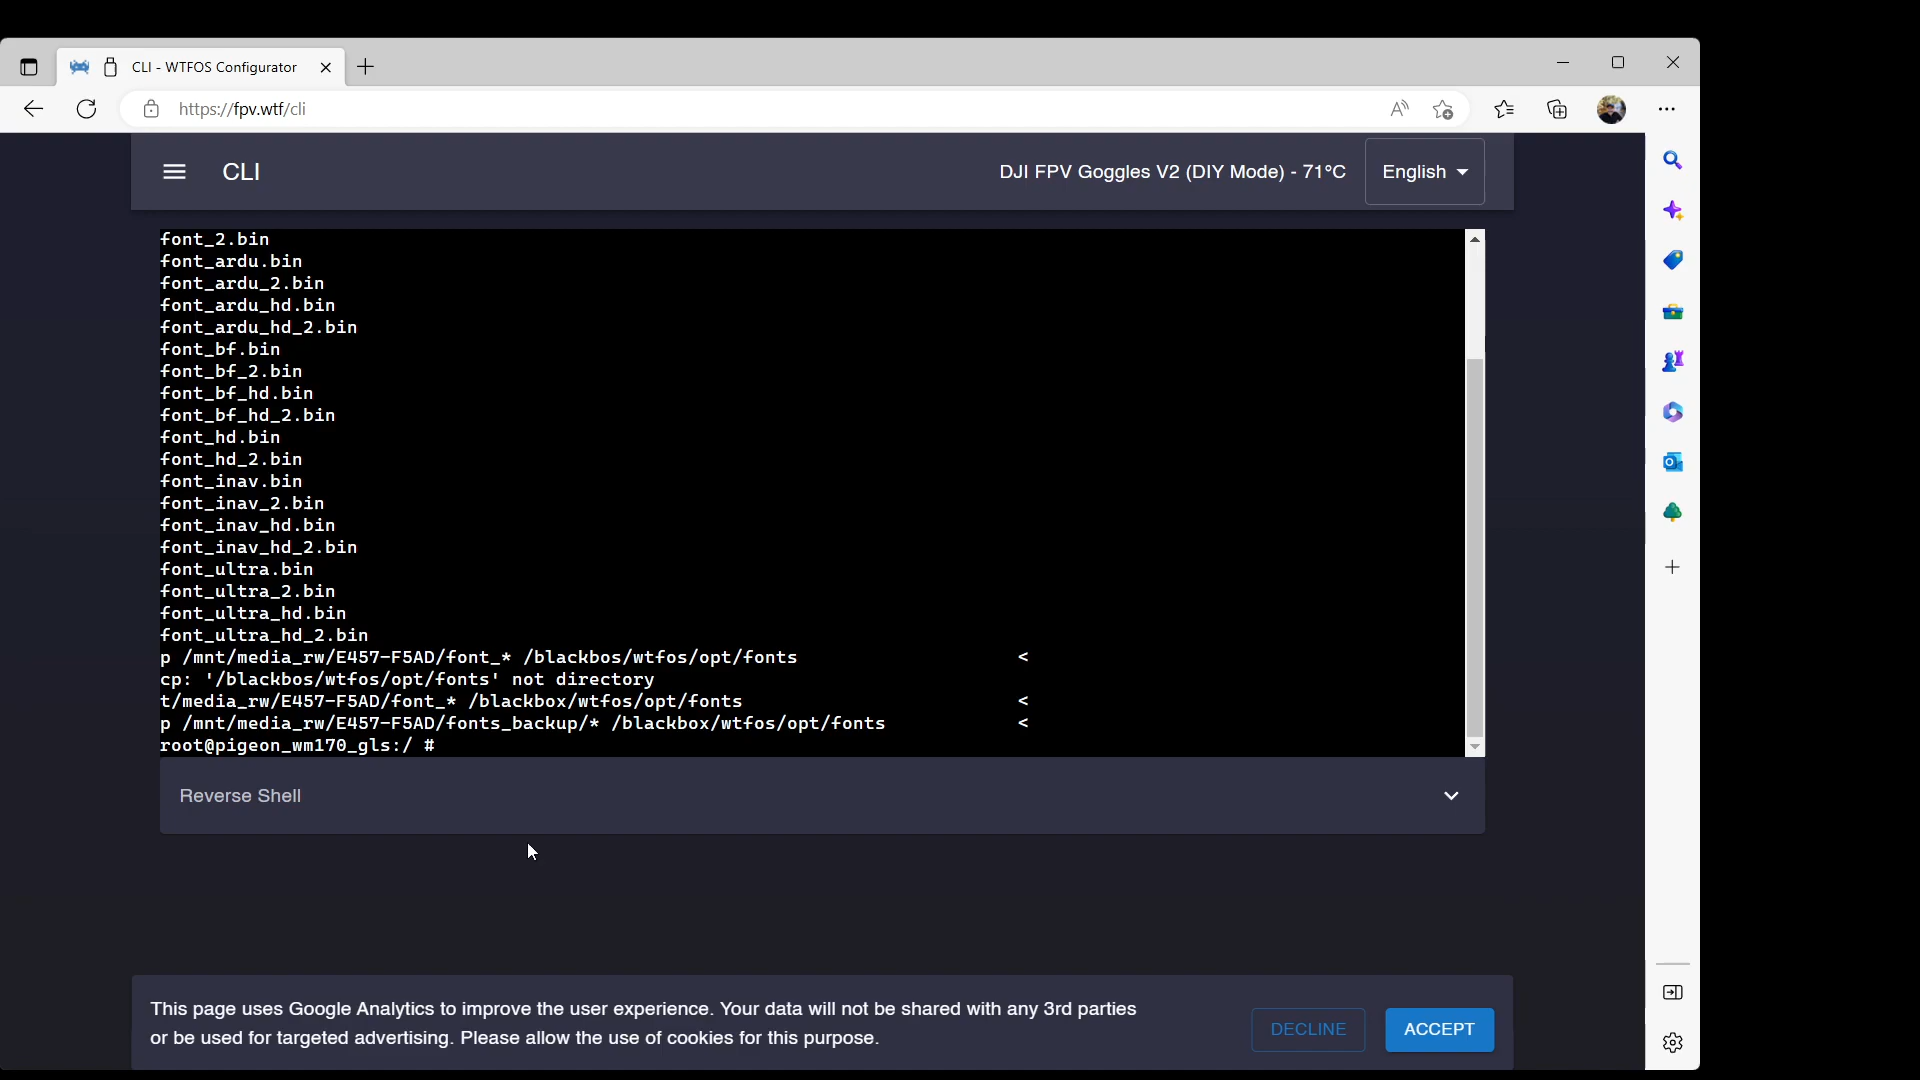 CLI - WTFOS Configurator
https://fpv.wtf/cli
CLI
DJI FPV Goggles V2 (DIY Mode) - 71°C
English
font_2.bin
font_ardu.bin
font_ardu_2.bin
font_ardu_hd.bin
font_ardu_hd_2.bin
font_bf.bin
font_bf_2.bin
font_bf_hd.bin
font_bf_hd_2.bin
font_hd.bin
font_hd_2.bin
font_inav.bin
font_inav_2.bin
font_inav_hd.bin
font_inav_hd_2.bin
font_ultra.bin
font_ultra_2.bin
font_ultra_hd.bin
font_ultra_hd_2.bin
p /mnt/media_rw/E457-F5AD/font_* /blackbos/wtfos/opt/fonts <
cp: '/blackbos/wtfos/opt/fonts' not directory
t/media_rw/E457-F5AD/font_* /blackbox/wtfos/opt/fonts <
p /mnt/media_rw/E457-F5AD/fonts_backup/* /blackbox/wtfos/opt/fonts <
root@pigeon_wm170_gls:/ #
Reverse Shell
This page uses Google Analytics to improve the user experience. Your data will not be shared with any 3rd parties
or be used for targeted advertising. Please allow the use of cookies for this purpose.
DECLINE
ACCEPT